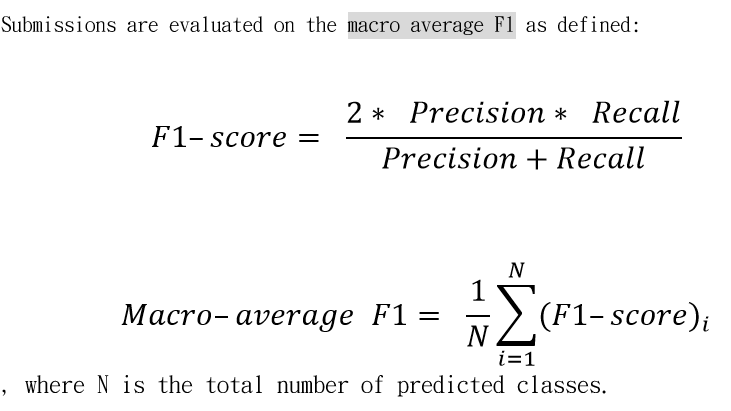 Submissions are evaluated on the macro average F1 as defined:
F1– score = 2 * Precision * Recall / Precision + Recall
Macro– average F1 = 1/N ∑_{i=1}^{N} (F1– score)_i
, where N is the total number of predicted classes.